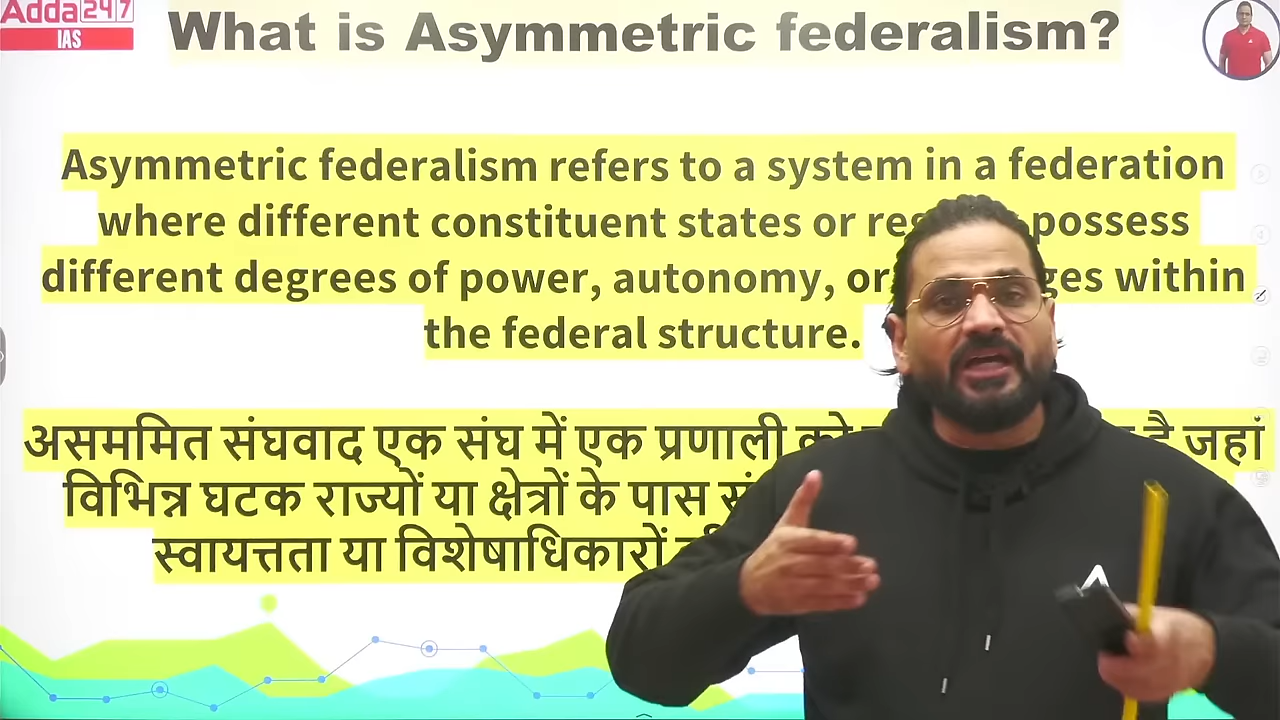 Adda247
IAS
What is Asymmetric federalism?
Asymmetric federalism refers to a system in a federation
where different constituent states or possess
different degrees of power, autonomy, or within
the federal structure.
असममित संघवाद एक संघ में एक प्रणाली है जहां
विभिन्न घटक राज्यों या क्षेत्रों के पास
स्वायत्तता या विशेषाधिकारों